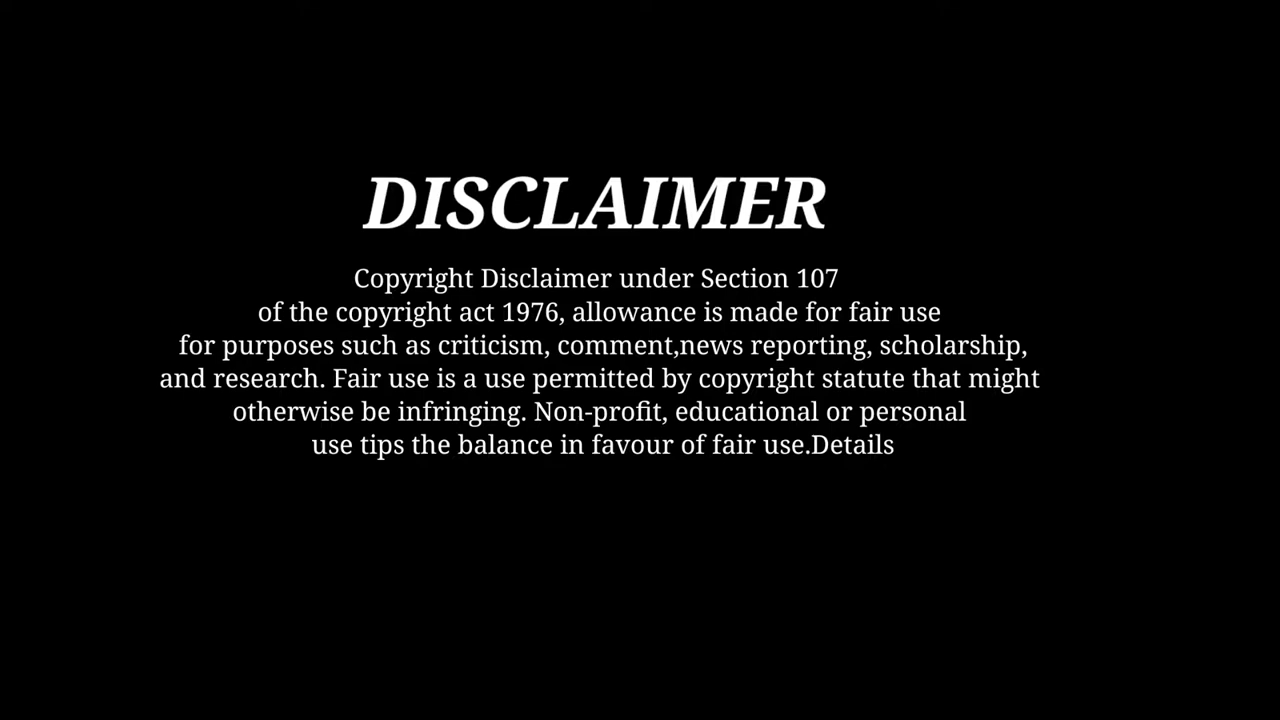 DISCLAIMER
Copyright Disclaimer under Section 107
of the copyright act 1976, allowance is made for fair use
for purposes such as criticism, comment,news reporting, scholarship,
and research. Fair use is a use permitted by copyright statute that might
otherwise be infringing. Non-profit, educational or personal
use tips the balance in favour of fair use.Details